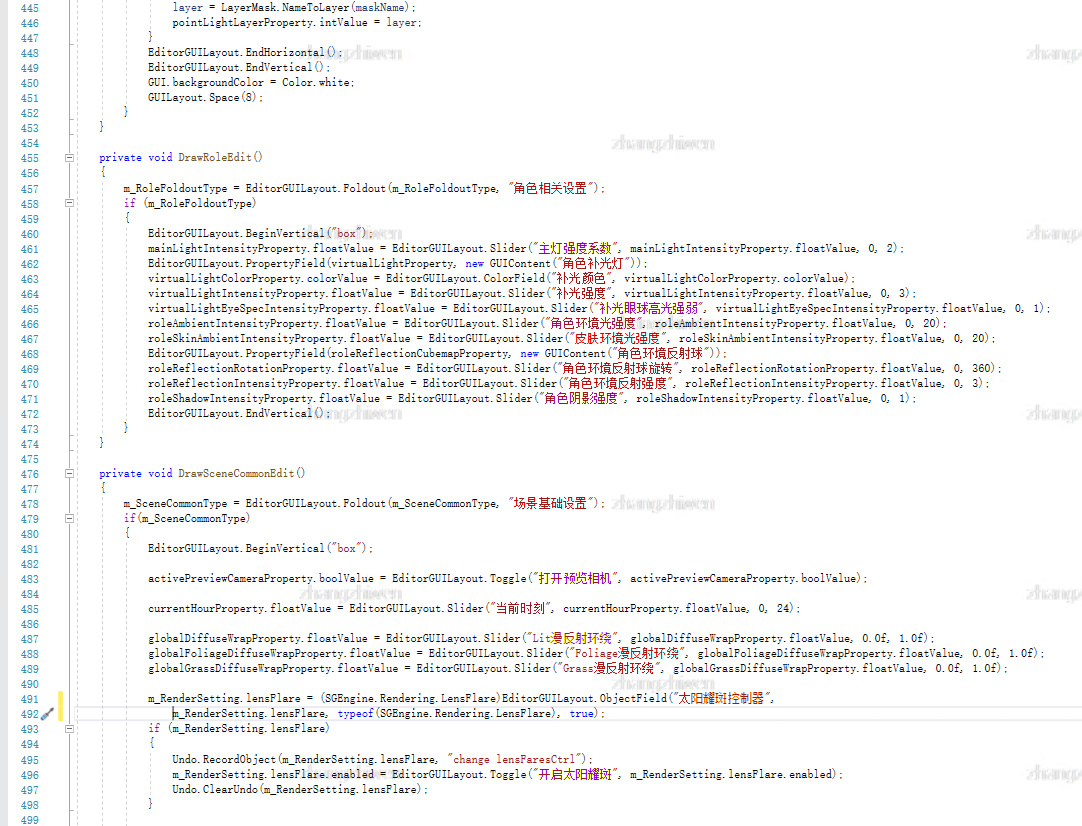 445 layer = LayerMask.NameToLayer(maskName);
446 pointLightLayerProperty.intValue = layer;
447 }
448 EditorGUILayout.EndHorizontal();
449 EditorGUILayout.EndVertical();
450 GUI.backgroundColor = Color.white;
451 GUILayout.Space(8);
452 }
453 }
454
455 private void DrawRoleEdit()
456 {
457 m_RoleFoldoutType = EditorGUILayout.Foldout(m_RoleFoldoutType, "角色相关设置");
458 if (m_RoleFoldoutType)
459 {
460 EditorGUILayout.BeginVertical("box");
461 mainLightIntensityProperty.floatValue = EditorGUILayout.Slider("主灯强度系数", mainLightIntensityProperty.floatValue, 0, 2);
462 EditorGUILayout.PropertyField(virtualLightProperty, new GUIContent("角色补光灯"));
463 virtualLightColorProperty.colorValue = EditorGUILayout.ColorField("补光颜色", virtualLightColorProperty.colorValue);
464 virtualLightIntensityProperty.floatValue = EditorGUILayout.Slider("补光强度", virtualLightIntensityProperty.floatValue, 0, 3);
465 virtualLightEyeSpecIntensityProperty.floatValue = EditorGUILayout.Slider("补光眼球高光强弱", virtualLightEyeSpecIntensityProperty.floatValue, 0, 1);
466 roleAmbientIntensityProperty.floatValue = EditorGUILayout.Slider("角色环境光强度", roleAmbientIntensityProperty.floatValue, 0, 20);
467 roleSkinAmbientIntensityProperty.floatValue = EditorGUILayout.Slider("皮肤环境光强度", roleSkinAmbientIntensityProperty.floatValue, 0, 20);
468 EditorGUILayout.PropertyField(roleReflectionCubemapProperty, new GUIContent("角色环境反射球"));
469 roleReflectionRotationProperty.floatValue = EditorGUILayout.Slider("角色环境反射球旋转", roleReflectionRotationProperty.floatValue, 0, 360);
470 roleReflectionIntensityProperty.floatValue = EditorGUILayout.Slider("角色环境反射强度", roleReflectionIntensityProperty.floatValue, 0, 3);
471 roleShadowIntensityProperty.floatValue = EditorGUILayout.Slider("角色阴影强度", roleShadowIntensityProperty.floatValue, 0, 1);
472 EditorGUILayout.EndVertical();
473 }
474 }
475
476 private void DrawSceneCommonEdit()
477 {
478 m_SceneCommonType = EditorGUILayout.Foldout(m_SceneCommonType, "场景基础设置");
479 if(m_SceneCommonType)
480 {
481 EditorGUILayout.BeginVertical("box");
482
483 activePreviewCameraProperty.boolValue = EditorGUILayout.Toggle("打开预览相机", activePreviewCameraProperty.boolValue);
484
485 currentHourProperty.floatValue = EditorGUILayout.Slider("当前时刻", currentHourProperty.floatValue, 0, 24);
486
487 globalDiffuseWrapProperty.floatValue = EditorGUILayout.Slider("Lit漫反射环绕", globalDiffuseWrapProperty.floatValue, 0.0f, 1.0f);
488 globalFoliageDiffuseWrapProperty.floatValue = EditorGUILayout.Slider("Foliage漫反射环绕", globalFoliageDiffuseWrapProperty.floatValue, 0.0f, 1.0f);
489 globalGrassDiffuseWrapProperty.floatValue = EditorGUILayout.Slider("Grass漫反射环绕", globalGrassDiffuseWrapProperty.floatValue, 0.0f, 1.0f);
490
491 m_RenderSetting.lensFlare = (SGEngine.Rendering.LensFlare)EditorGUILayout.ObjectField("太阳耀斑控制器",
492 m_RenderSetting.lensFlare, typeof(SGEngine.Rendering.LensFlare), true);
493 if (m_RenderSetting.lensFlare)
494 {
495 Undo.RecordObject(m_RenderSetting.lensFlare, "change lensFaresCtrl");
496 m_RenderSetting.lensFlare.enabled = EditorGUILayout.Toggle("开启太阳耀斑", m_RenderSetting.lensFlare.enabled);
497 Undo.ClearUndo(m_RenderSetting.lensFlare);
498 }
499